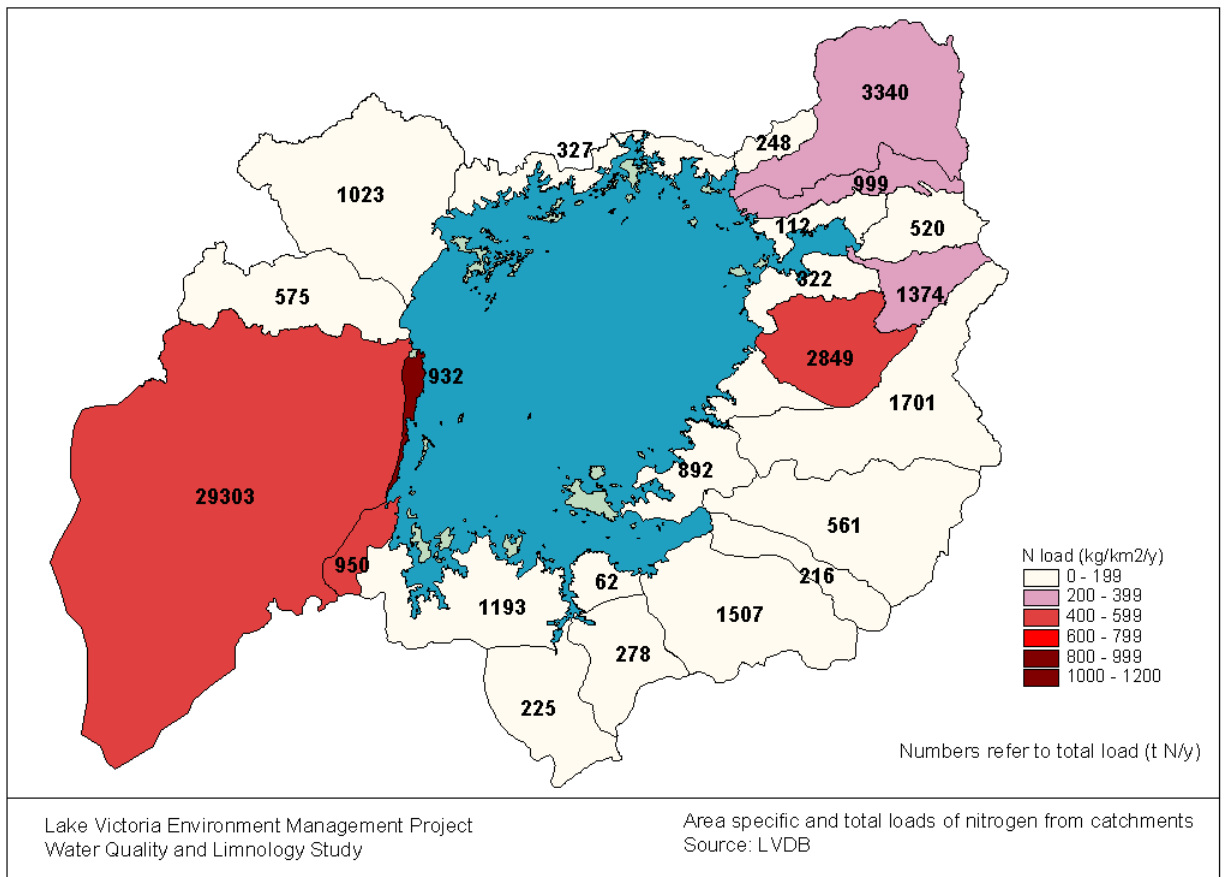 3340
248
327
999
1023
112
520
322
575
1374
2849
932
1701
892
29303
561
950
62
216
1193
1507
278
225
N load (kg/km2/y)
0 - 199
200 - 399
400 - 599
600 - 799
800 - 999
1000 - 1200
Numbers refer to total load (t N/y)
Lake Victoria Environment Management Project
Water Quality and Limnology Study
Area specific and total loads of nitrogen from catchments
Source: LVDB